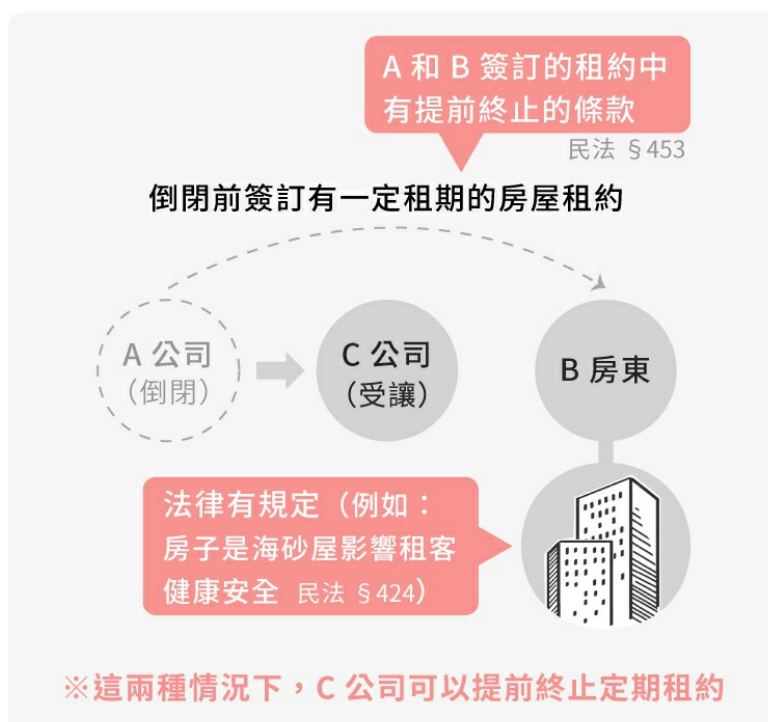 A 和 B 簽訂的租約中
有提前終止的條款
民法 §453
倒閉前簽訂有一定租期的房屋租約
A 公司
（倒閉）
C 公司
（受讓）
B 房東
法律有規定（例如：
房子是海砂屋影響租客
健康安全 民法 §424）
※這兩種情況下，C 公司可以提前終止定期租約